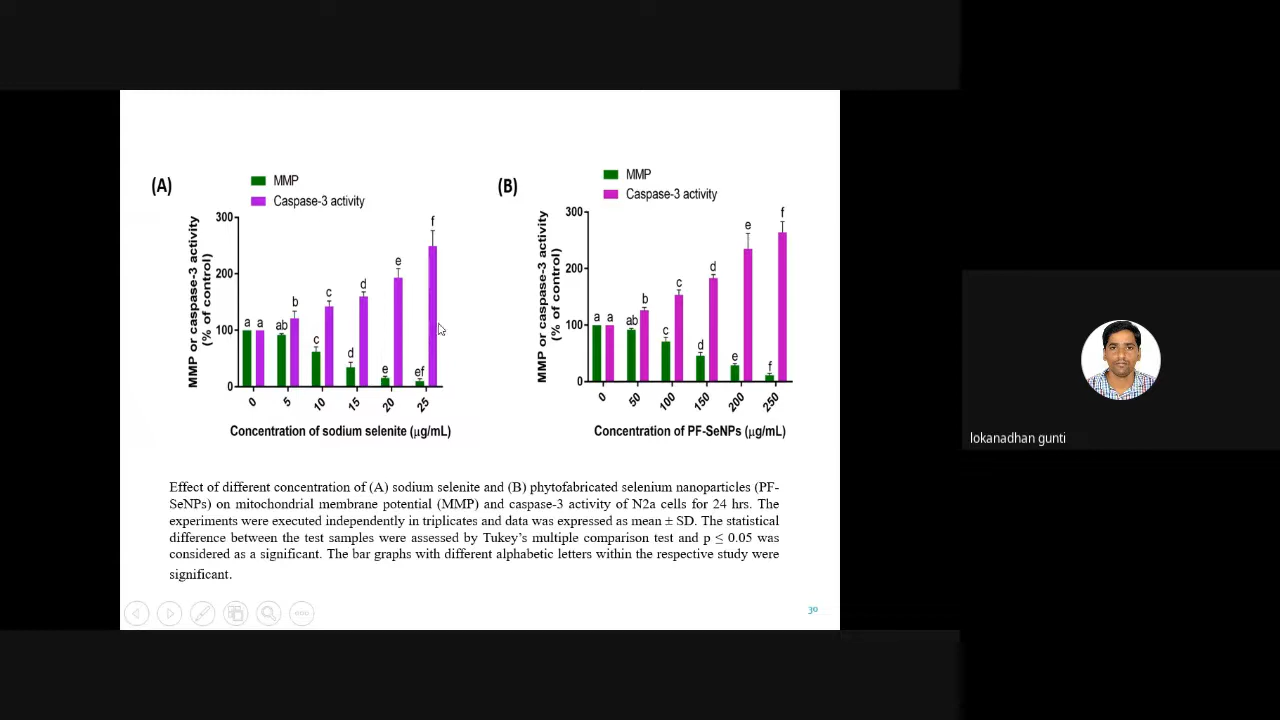 (A)
MMP
Caspase-3 activity
MMP or caspase-3 activity
(% of control)
300
200
100
0
a
a
ab
b
c
c
d
d
e
e
ef
f
0
5
10
15
20
25
Concentration of sodium selenite (µg/mL)
(B)
MMP
Caspase-3 activity
MMP or caspase-3 activity
(% of control)
300
200
100
0
a
a
ab
b
c
c
d
d
e
e
f
f
0
50
100
150
200
250
Concentration of PF-SeNPs (µg/mL)
Effect of different concentration of (A) sodium selenite and (B) phytofabricated selenium nanoparticles (PF-
SeNPs) on mitochondrial membrane potential (MMP) and caspase-3 activity of N2a cells for 24 hrs. The
experiments were executed independently in triplicates and data was expressed as mean ± SD. The statistical
difference between the test samples were assessed by Tukey's multiple comparison test and p ≤ 0.05 was
considered as a significant. The bar graphs with different alphabetic letters within the respective study were
significant.
30
lokanadhan gunti